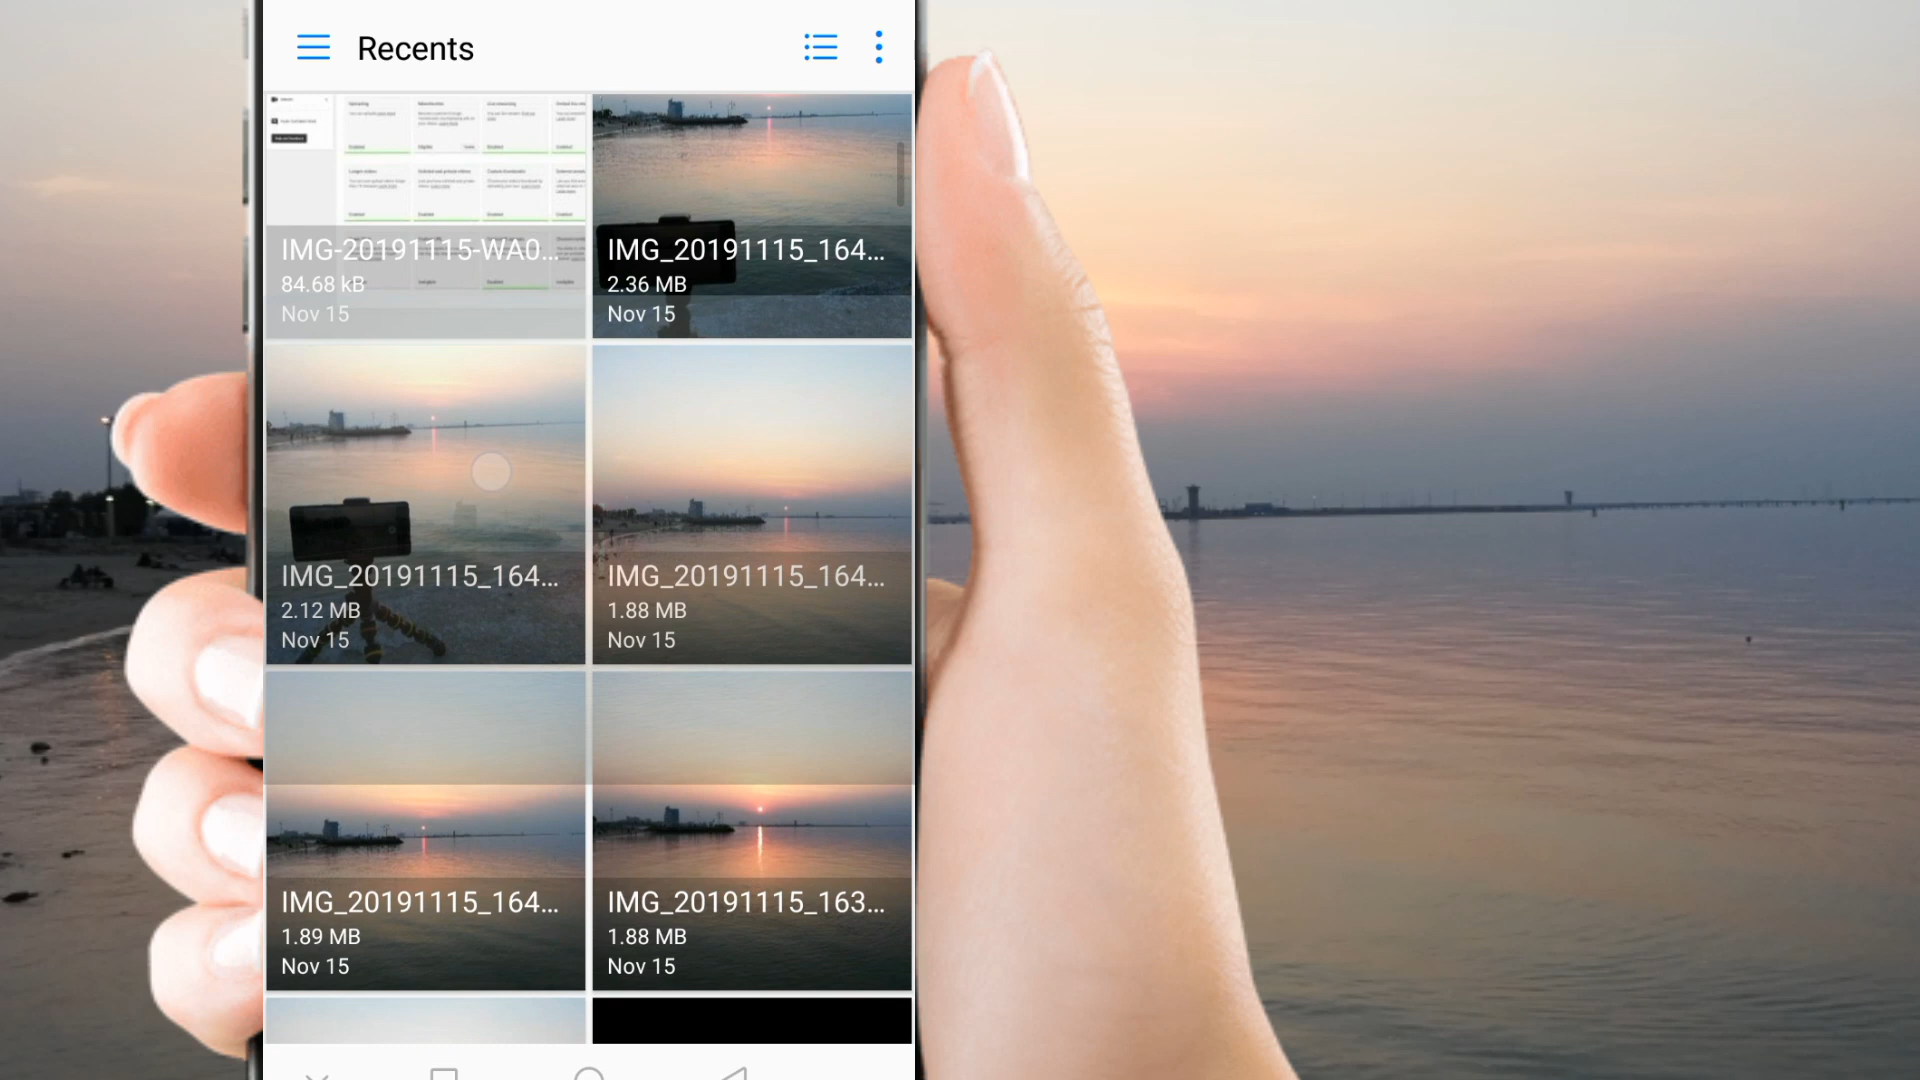 Recents
IMG-20191115-WA0...
84.68 kB
Nov 15
IMG_20191115_164...
2.36 MB
Nov 15
IMG_20191115_164...
2.12 MB
Nov 15
IMG_20191115_164...
1.88 MB
Nov 15
IMG_20191115_164...
1.89 MB
Nov 15
IMG_20191115_163...
1.88 MB
Nov 15